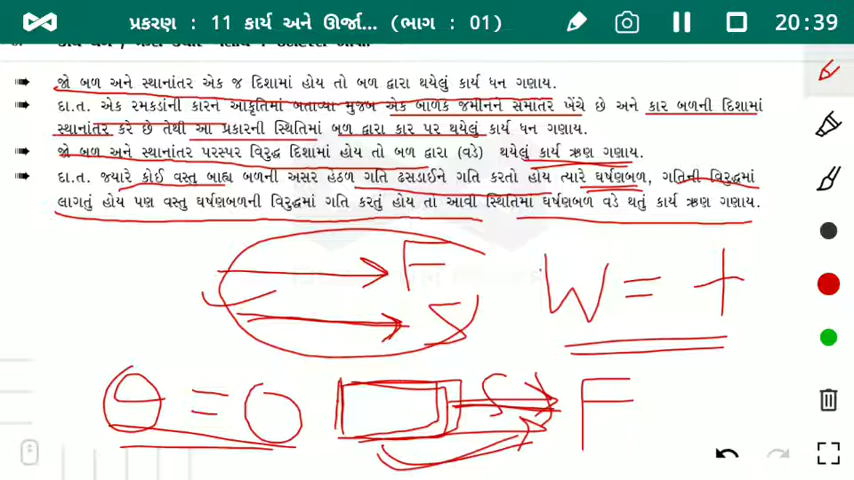 પ્રકરણ : 11 કાર્ય અને ઊર્જા... (ભાગ : 01)
20:39
જો બળ અને સ્થાનાંતર એક જ દિશામાં હોય તો બળ દ્વારા થયેલું કાર્ય ધન ગણાય.
દા.ત. એક રમકડાંની કારને આકૃતિમાં બતાવ્યા મુજબ એક બાળક જમીનને સમાંતર ખેંચે છે અને કાર બળની દિશામાં
સ્થાનાંતર કરે છે તેથી આ પ્રકારની સ્થિતિમાં બળ દ્વારા કાર પર થયેલું કાર્ય ધન ગણાય.
જો બળ અને સ્થાનાંતર પરસ્પર વિરુદ્ધ દિશામાં હોય તો બળ દ્વારા (વડે) થયેલું કાર્ય ઋણ ગણાય.
દા.ત. જ્યારે કોઈ વસ્તુ બાહ્ય બળની અસર હેઠળ ગતિ ઢસડાઈને ગતિ કરતો હોય ત્યારે ઘર્ષણબળ, ગતિની વિરુદ્ધમાં
લાગતું હોય પણ વસ્તુ ઘર્ષણબળની વિરુદ્ધમાં ગતિ કરતું હોય તો આવી સ્થિતિમાં ઘર્ષણબળ વડે થતું કાર્ય ઋણ ગણાય.
F
S
W = +
θ = 0
S
F